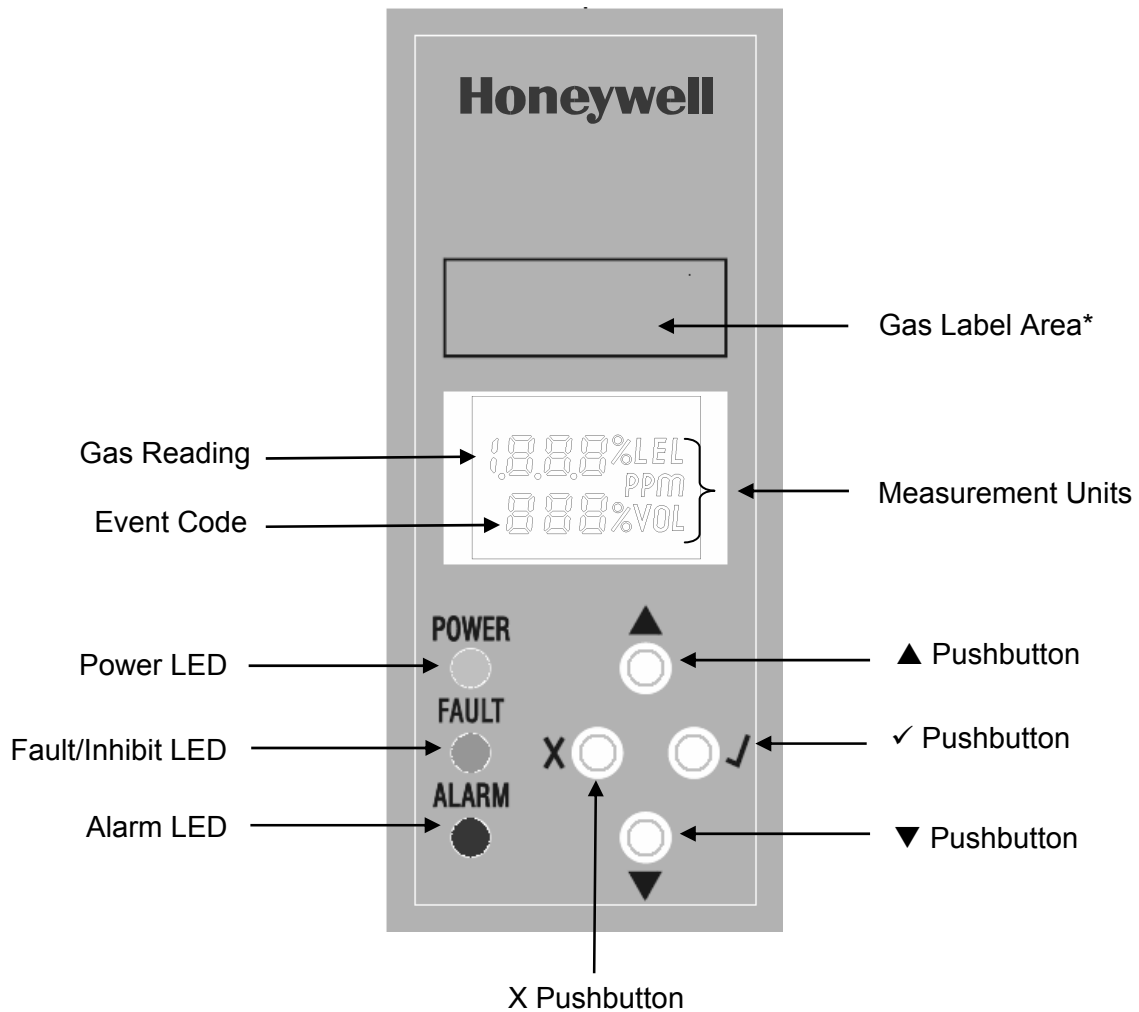 Honeywell
Gas Label Area*
Gas Reading
1.8.8.8%LEL
PPM
Measurement Units
Event Code
888%VOL
POWER
▲
Power LED
▲ Pushbutton
FAULT
Fault/Inhibit LED
X
✓
✓ Pushbutton
ALARM
Alarm LED
▼ Pushbutton
▼
X Pushbutton